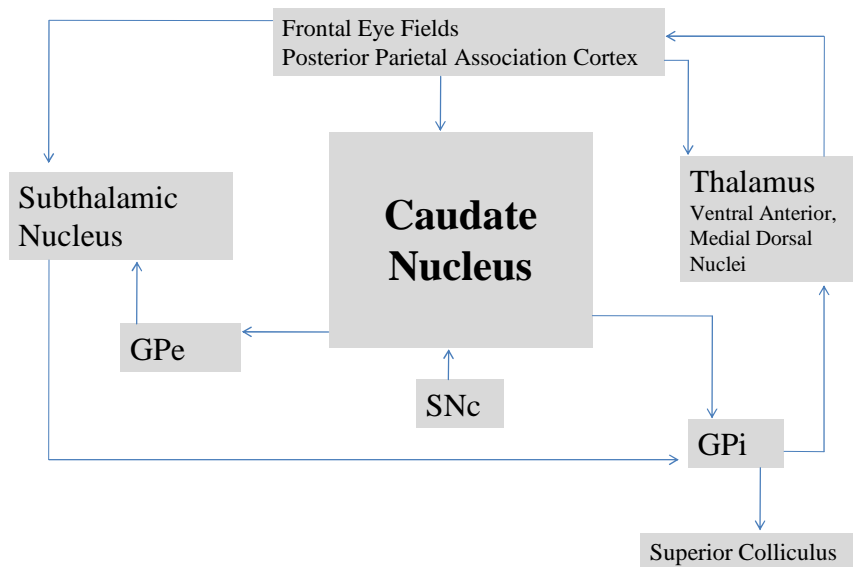 Frontal Eye Fields
Posterior Parietal Association Cortex
Subthalamic
Nucleus
Caudate
Nucleus
Thalamus
Ventral Anterior,
Medial Dorsal
Nuclei
GPe
SNc
GPi
Superior Colliculus